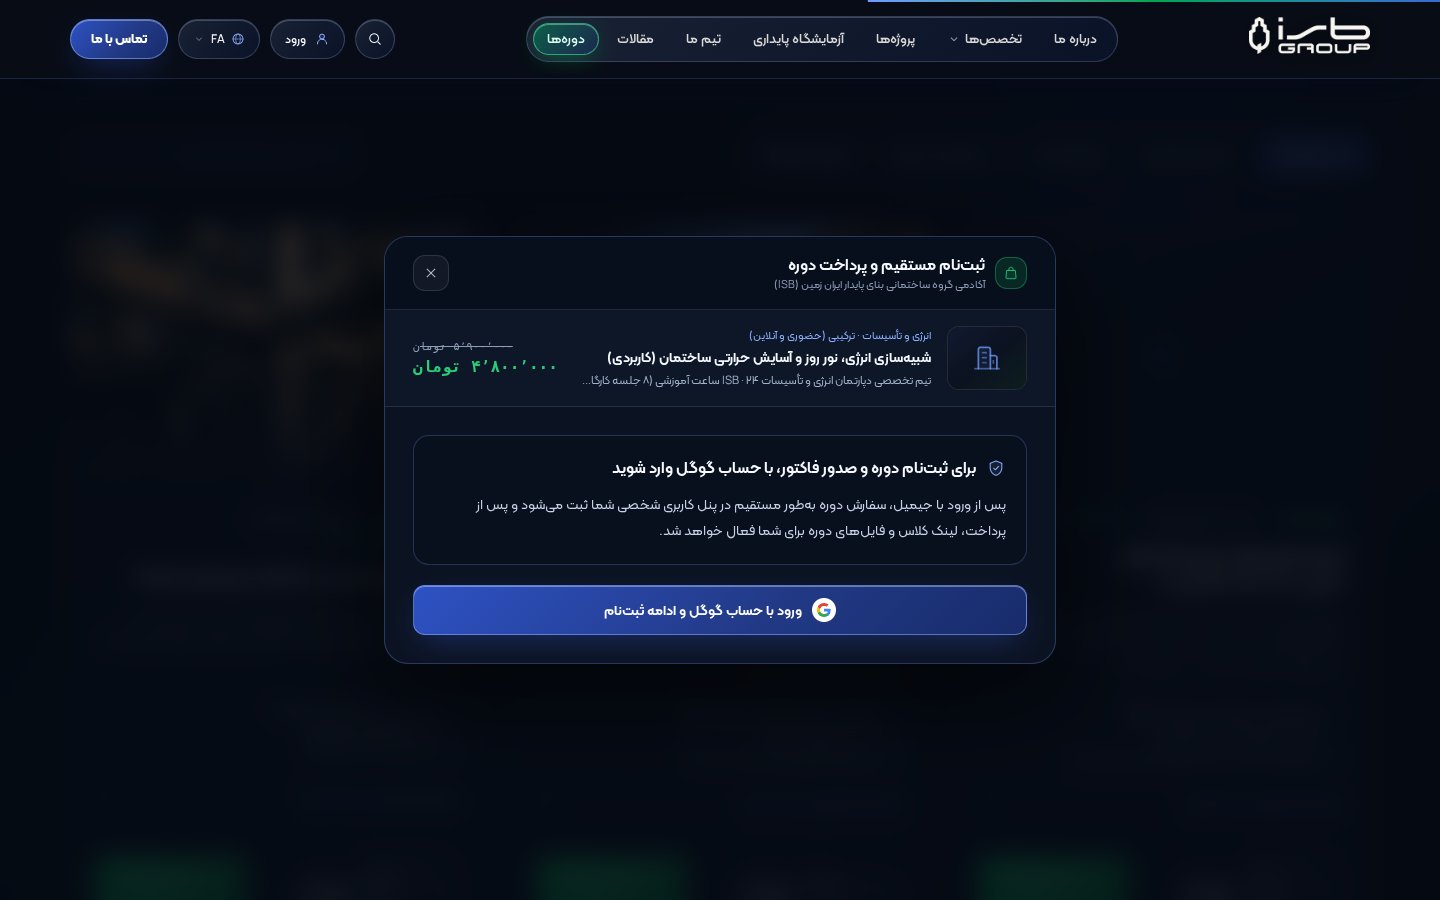 isb
GROUP
درباره ما
تخصص‌ها
پروژه‌ها
آزمایشگاه پایداری
تیم ما
مقالات
دوره‌ها
ورود
FA
تماس با ما
ثبت‌نام مستقیم و پرداخت دوره
آکادمی گروه ساختمانی بنای پایدار ایران زمین (ISB)
انرژی و تأسیسات · ترکیبی (حضوری و آنلاین)
شبیه‌سازی انرژی، نور روز و آسایش حرارتی ساختمان (کاربردی)
تیم تخصصی دپارتمان انرژی و تأسیسات ISB · ۲۴ ساعت آموزشی (۸ جلسه کارگا...
۵٬۹۰۰٬۰۰۰ تومان
۴٬۸۰۰٬۰۰۰ تومان
برای ثبت‌نام دوره و صدور فاکتور، با حساب گوگل وارد شوید
پس از ورود با جیمیل، سفارش دوره به‌طور مستقیم در پنل کاربری شخصی شما ثبت می‌شود و پس از
پرداخت، لینک کلاس و فایل‌های دوره برای شما فعال خواهد شد.
ورود با حساب گوگل و ادامه ثبت‌نام